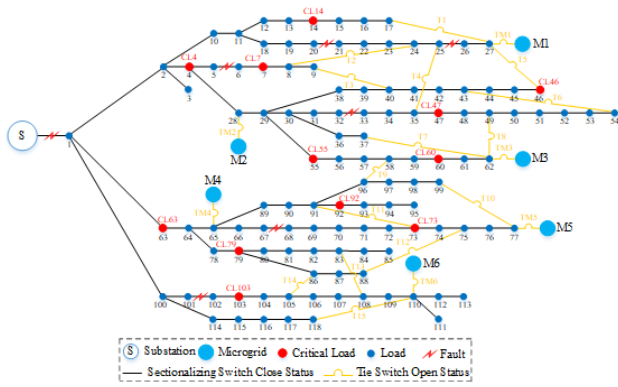 CL14
12 13 14 15 16 17
T1
TM1
M1
10 11
18 19 20 21 22 23 24 25 26 27
T2
T5
CL4
CL7
2 4 5 6 7 8 9
3
T3
T4
CL46
38 39 40 41 42 43 44 45 46
T6
CL47
28 29 30 31 32 33 34 35 47 48 49 50 51 52 53 54
TM2
M2
36 37
T7
T8
S
1
CL55
CL60
55 56 57 58 59 60 61 62
TM3
M3
T9
M4
96 97 98 99
T10
TM4
CL92
89 90 91 92 93 94 95
CL63
CL73
63 64 65 66 67 68 69 70 71 72 73 74 75 76 77
TM5
M5
CL79
T12
78 79 80 81 82 83 84 85
M6
86 87 88
T14
TM6
CL103
100 101 102 103 104 105 106 107 108 109 110 112 113
T15
114 115 116 117 118
111
S Substation Microgrid Critical Load Load Fault
Sectionalizing Switch Close Status Tie Switch Open Status